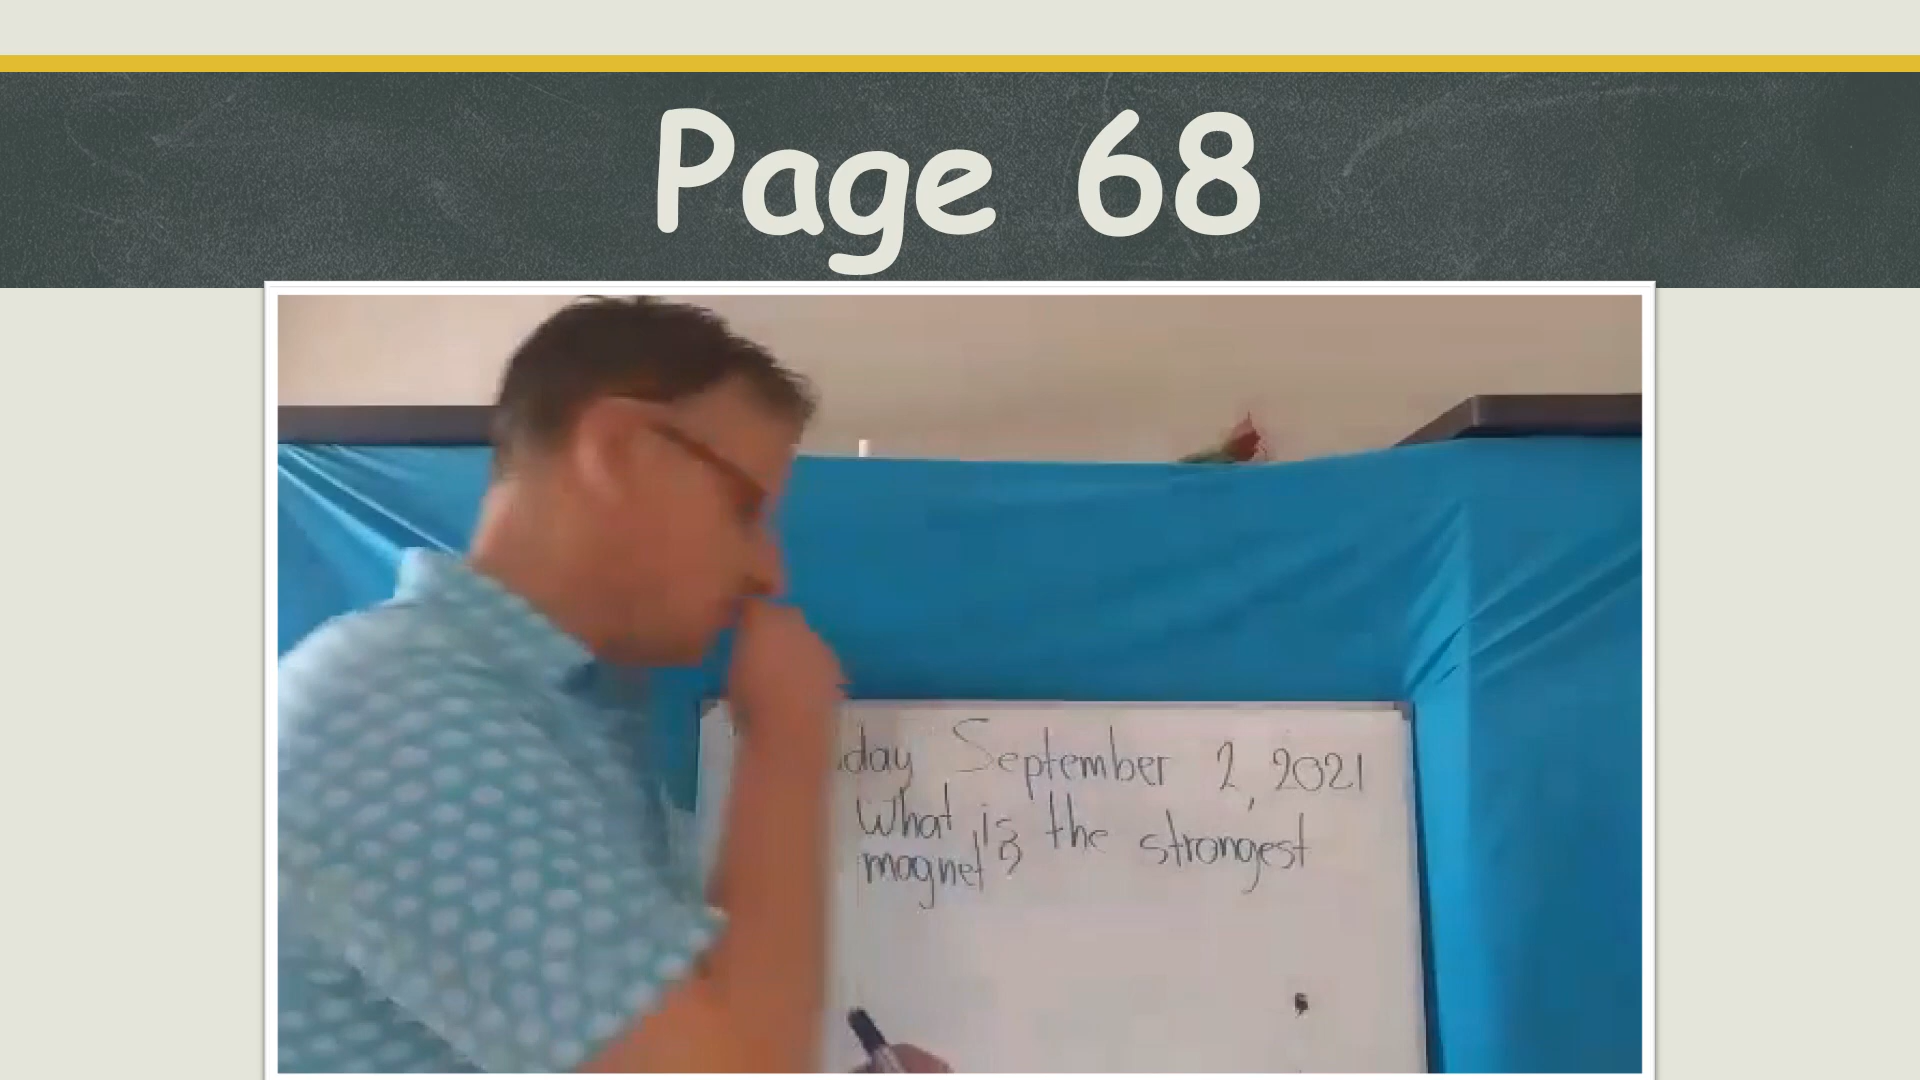 Page 68
day September 2, 2021
What is the strongest
magnet?